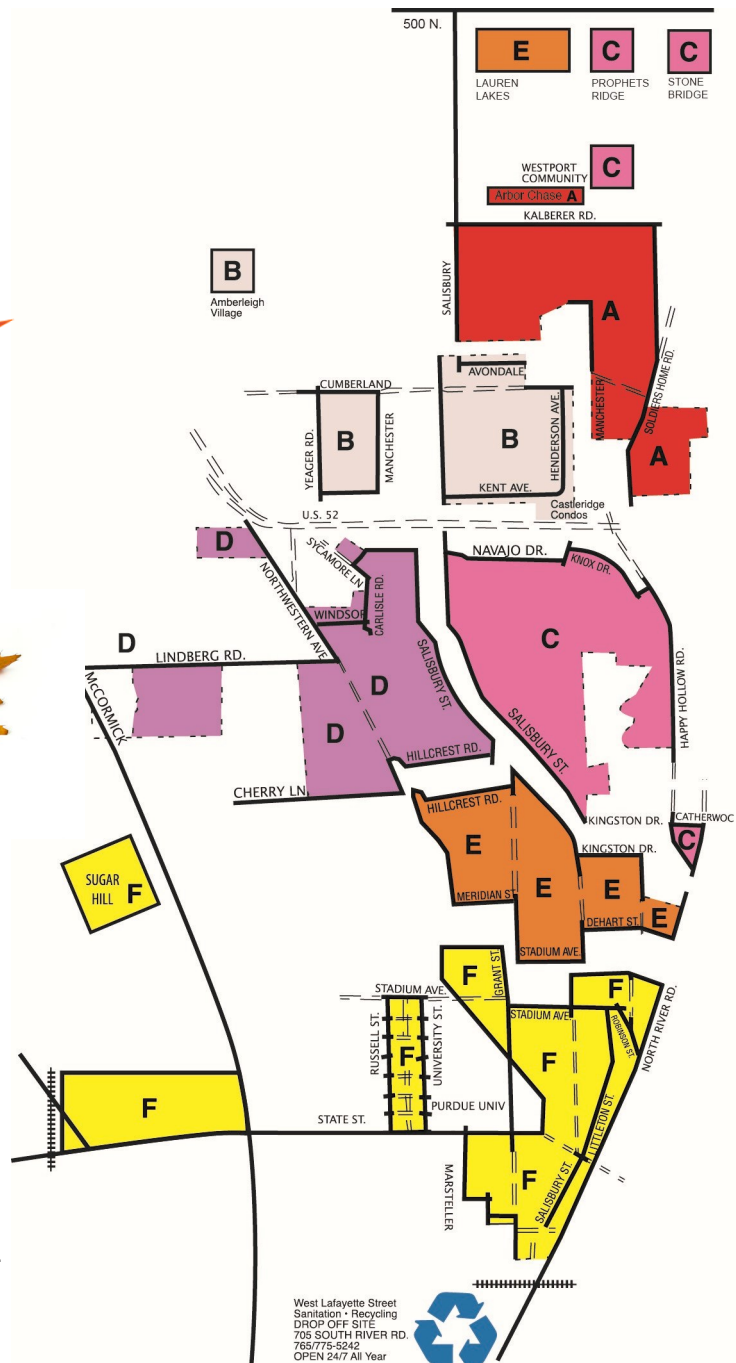 500 N.
E
C
C
LAUREN
LAKES
PROPHETS
RIDGE
STONE
BRIDGE
WESTPORT
COMMUNITY
C
Arbor Chase A
KALBERER RD.
B
Amberleigh
Village
SALISBURY
A
MANCHESTER
SOLDIERS HOME RD.
A
AVONDALE
CUMBERLAND
YEAGER RD.
B
MANCHESTER
B
HENDERSON AVE.
KENT AVE.
Castleridge
Condos
U.S. 52
D
NORTHWESTERN AVE.
SYCAMORE LN
WINDSOR
CARLISLE RD.
NAVAJO DR.
KNOX DR.
C
HAPPY HOLLOW RD.
D
LINDBERG RD.
McCORMICK
D
D
SALISBURY ST.
SALISBURY ST.
HILLCREST RD.
CHERRY LN
HILLCREST RD.
KINGSTON DR.
CATHERWOC
C
E
MERIDIAN ST
E
STADIUM AVE.
KINGSTON DR.
E
DEHART ST.
E
SUGAR
HILL F
F
GRANT ST.
STADIUM AVE.
STADIUM AVE.
F
ROBINSON ST.
NORTH RIVER RD.
RUSSELL ST.
F
UNIVERSITY ST.
F
PURDUE UNIV
F
STATE ST.
LITTLETON ST.
MARSTELLER
F
SALISBURY ST.
West Lafayette Street
Sanitation • Recycling
DROP OFF SITE
705 SOUTH RIVER RD.
765/775-5242
OPEN 24/7 All Year